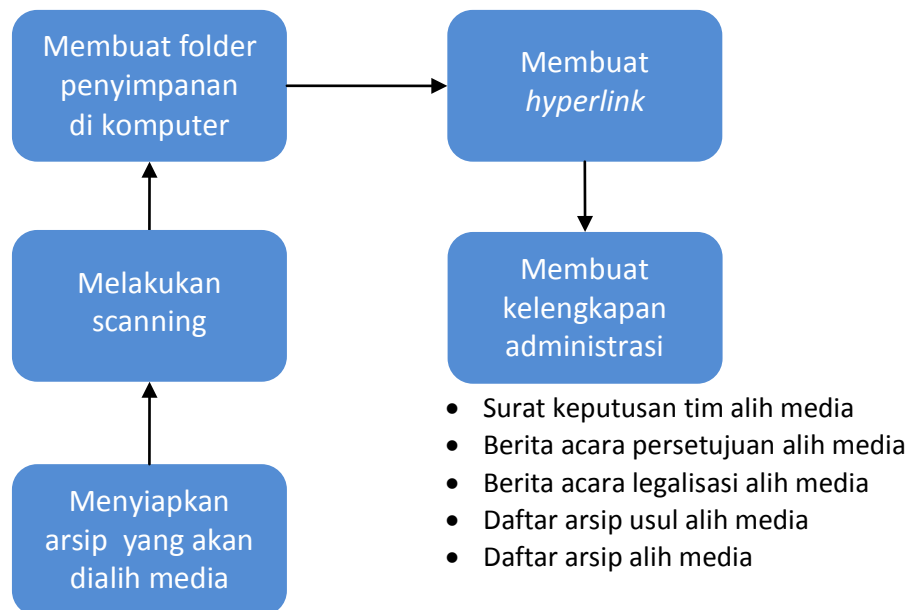 Membuat folder
penyimpanan
di komputer
Membuat
hyperlink
Melakukan
scanning
Membuat
kelengkapan
administrasi
Menyiapkan
arsip yang akan
dialih media
• Surat keputusan tim alih media
• Berita acara persetujuan alih media
• Berita acara legalisasi alih media
• Daftar arsip usul alih media
• Daftar arsip alih media